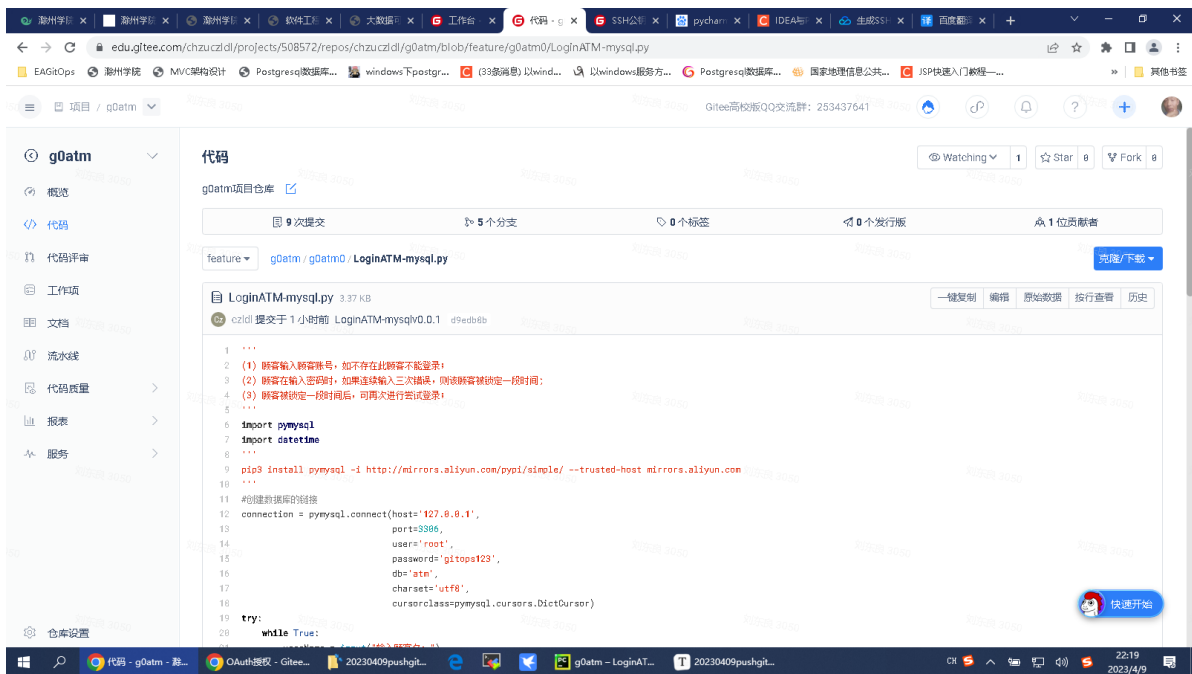 滁州学院
滁州学院
滁州学院
软件工程
大数据可
工作台 -
代码 - g
SSH公钥
pycharm
IDEA与
生成SSH
百度翻译
edu.gitee.com/chzuczldl/projects/508572/repos/chzuczldl/g0atm/blob/feature/g0atm0/LoginATM-mysql.py
EAGitOps
滁州学院
MVC架构设计
Postgresql数据库...
windows下postgr...
(33条消息) 以wind...
以windows服务方...
Postgresql数据库...
国家地理信息公共...
JSP快速入门教程—...
»
其他书签
项目 / g0atm
Gitee高校版QQ交流群：253437641
g0atm
概览
代码
代码评审
工作项
文档
流水线
代码质量
报表
服务
仓库设置
代码
Watching 1
Star 0
Fork 0
g0atm项目仓库
9 次提交
5 个分支
0 个标签
0 个发行版
1 位贡献者
feature
g0atm / g0atm0 / LoginATM-mysql.py
克隆/下载
LoginATM-mysql.py 3.37 KB
一键复制 编辑 原始数据 按行查看 历史
Cz czldl 提交于 1 小时前 LoginATM-mysqlv0.0.1 d9edb6b
1 '''
2 (1) 顾客输入顾客账号，如不存在此顾客不能登录；
3 (2) 顾客在输入密码时，如果连续输入三次错误，则该顾客被锁定一段时间；
4 (3) 顾客被锁定一段时间后，可再次进行尝试登录；
5 '''
6 import pymysql
7 import datetime
8 '''
9 pip3 install pymysql -i http://mirrors.aliyun.com/pypi/simple/ --trusted-host mirrors.aliyun.com
10 '''
11 #创建数据库的链接
12 connection = pymysql.connect(host='127.0.0.1',
13 port=3306,
14 user='root',
15 password='gitops123',
16 db='atm',
17 charset='utf8',
18 cursorclass=pymysql.cursors.DictCursor)
19 try:
20 while True:
快速开始
代码 - g0atm - 滁...
OAuth授权 - Gitee...
20230409pushgit...
g0atm – LoginAT...
20230409pushgit...
CH
22:19
2023/4/9